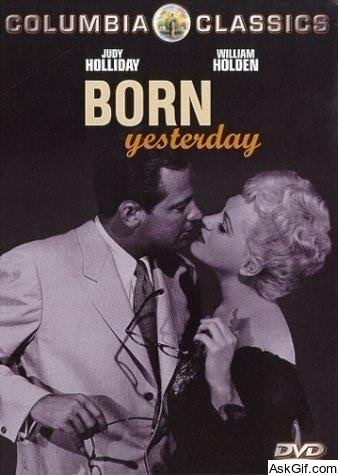 COLUMBIA CLASSICS
JUDY HOLLIDAY
WILLIAM HOLDEN
BORN
yesterday
DVD
AskGif.com